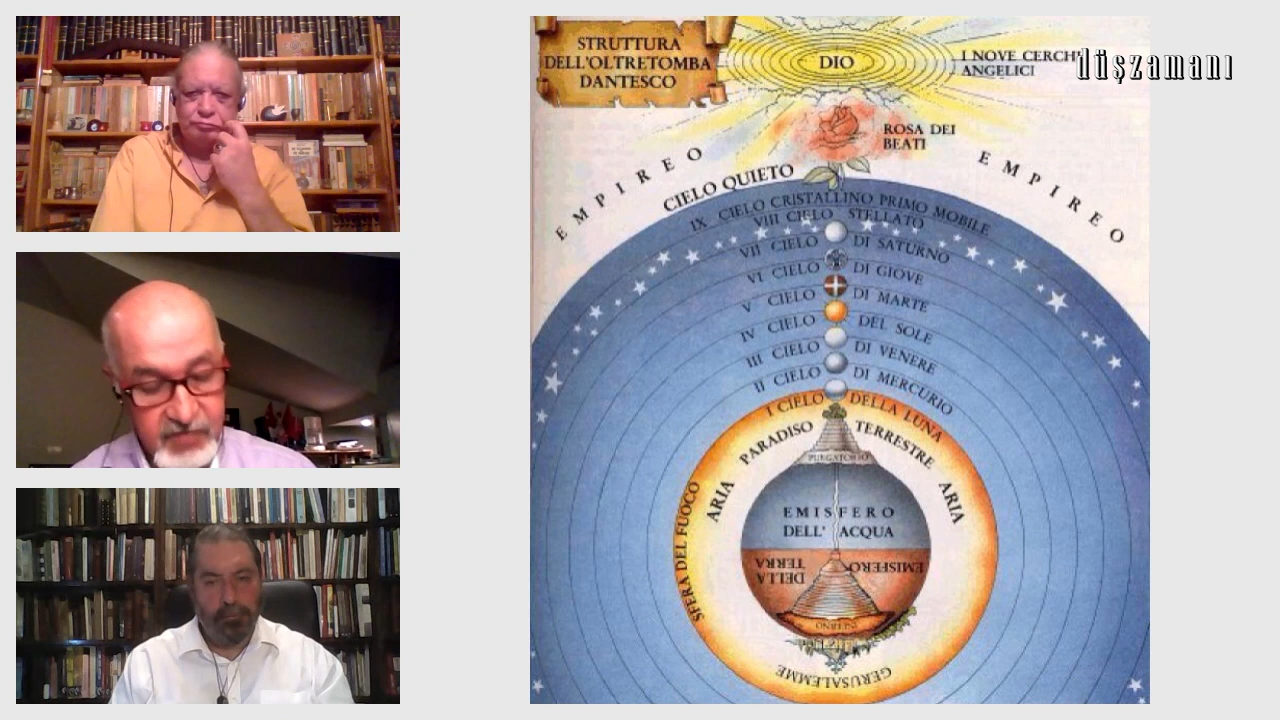 STRUTTURA
DELL'OLTRETOMBA
DANTESCO
DIO
I NOVE CERCHI
ANGELICI
düşzamanı
ROSA DEI
BEATI
EMPIREO
EMPIREO
CIELO QUIETO
IX CIELO CRISTALLINO PRIMO MOBILE
VIII CIELO STELLATO
VII CIELO DI SATURNO
VI CIELO DI GIOVE
V CIELO DI MARTE
IV CIELO DEL SOLE
III CIELO DI VENERE
II CIELO DI MERCURIO
I CIELO DELLA LUNA
PARADISO TERRESTRE
PURGATORIO
ARIA
ARIA
SFERA DEL FUOCO
EMISFERO
DELL' ACQUA
EMISFERO
DELLA TERRA
INFERNO
GERUSALEMME